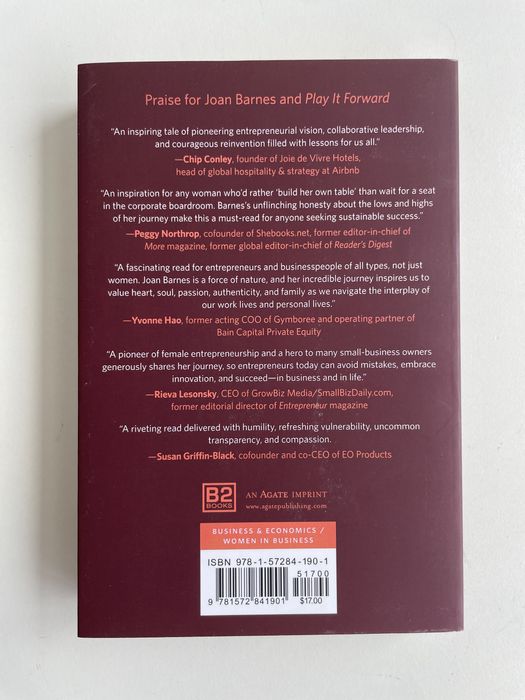 Praise for Joan Barnes and Play It Forward
“An inspiring tale of pioneering entrepreneurial vision, collaborative leadership,
and courageous reinvention filled with lessons for us all.”
—Chip Conley, founder of Joie de Vivre Hotels,
head of global hospitality & strategy at Airbnb
“An inspiration for any woman who’d rather ‘build her own table’ than wait for a seat
in the corporate boardroom. Barnes’s unflinching honesty about the lows and highs
of her journey make this a must-read for anyone seeking sustainable success.”
—Peggy Northrop, cofounder of Shebooks.net, former editor-in-chief of
More magazine, former global editor-in-chief of Reader’s Digest
“A fascinating read for entrepreneurs and businesspeople of all types, not just
women. Joan Barnes is a force of nature, and her incredible journey inspires us to
value heart, soul, passion, authenticity, and family as we navigate the interplay of
our work lives and personal lives.”
—Yvonne Hao, former acting COO of Gymboree and operating partner of
Bain Capital Private Equity
“A pioneer of female entrepreneurship and a hero to many small-business owners
generously shares her journey, so entrepreneurs today can avoid mistakes, embrace
innovation, and succeed—in business and in life.”
—Rieva Lesonsky, CEO of GrowBiz Media/SmallBizDaily.com,
former editorial director of Entrepreneur magazine
“A riveting read delivered with humility, refreshing vulnerability, uncommon
transparency, and compassion.
—Susan Griffin-Black, cofounder and co-CEO of EO Products
B2
BOOKS
AN AGATE IMPRINT
www.agatepublishing.com
BUSINESS & ECONOMICS /
WOMEN IN BUSINESS
ISBN 978-1-57284-190-1
51700
9 781572 841901
$17.00